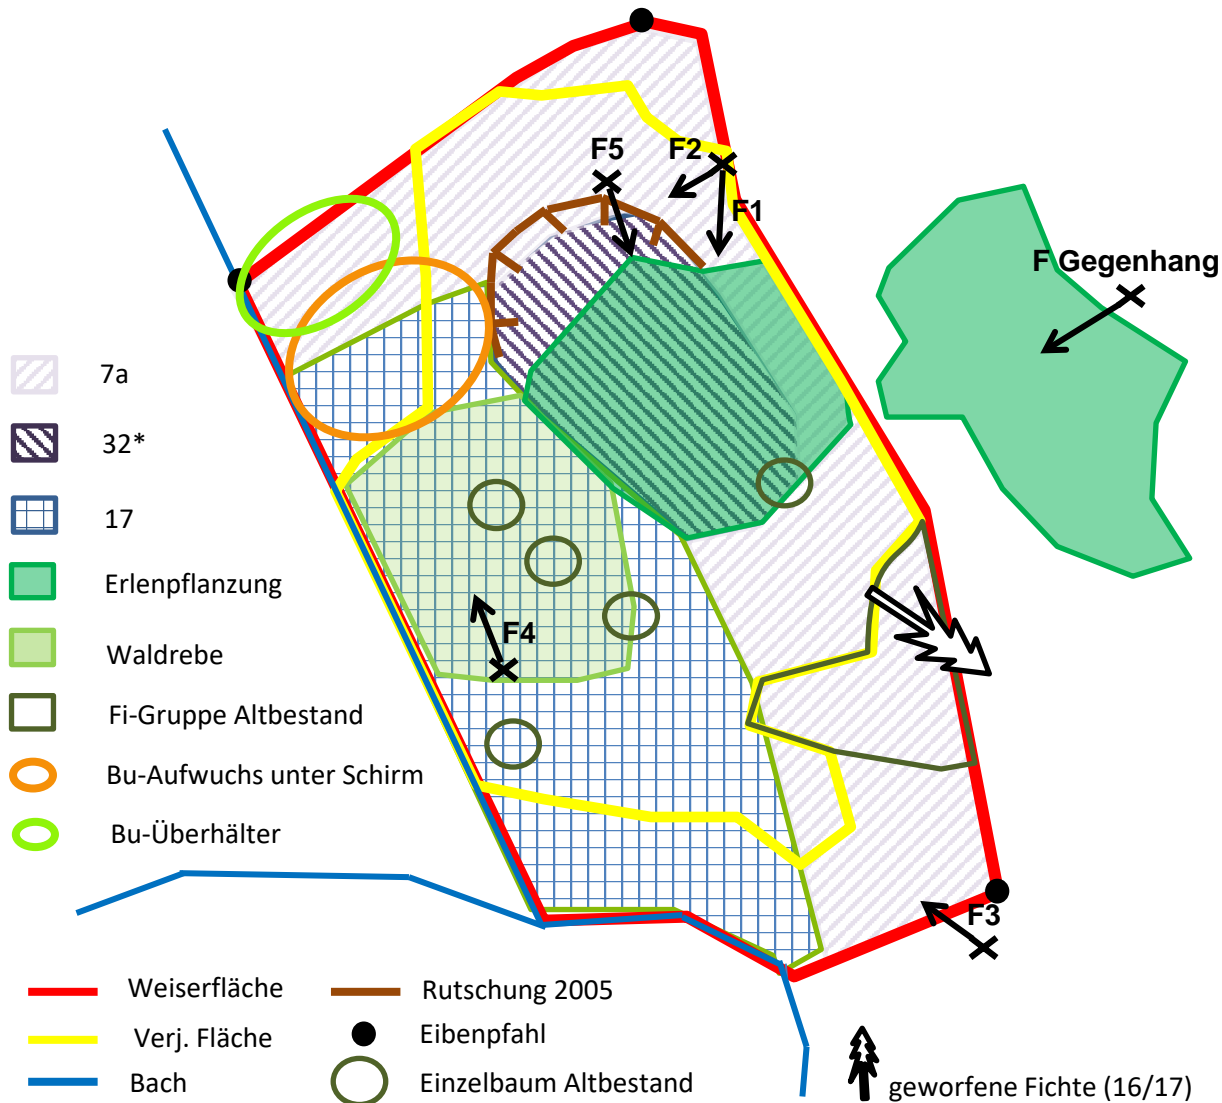 F5
F2
F1
F Gegenhang
7a
32*
17
Erlenpflanzung
Waldrebe
F4
Fi-Gruppe Altbestand
Bu-Aufwuchs unter Schirm
Bu-Überhälter
F3
Weiserfläche
Rutschung 2005
Verj. Fläche
Eibenpfahl
Bach
Einzelbaum Altbestand
geworfene Fichte (16/17)